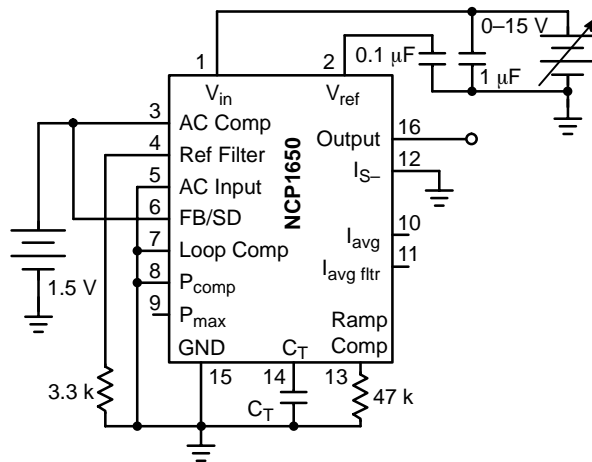 0–15 V
1
2
0.1 µF
1 µF
Vin
Vref
3
AC Comp
4
Ref Filter
5
AC Input
6
FB/SD
7
Loop Comp
8
Pcomp
9
Pmax
GND
CT
Ramp
Comp
NCP1650
Output
16
IS–
12
Iavg
10
Iavg fltr
11
1.5 V
15
14
13
3.3 k
CT
47 k